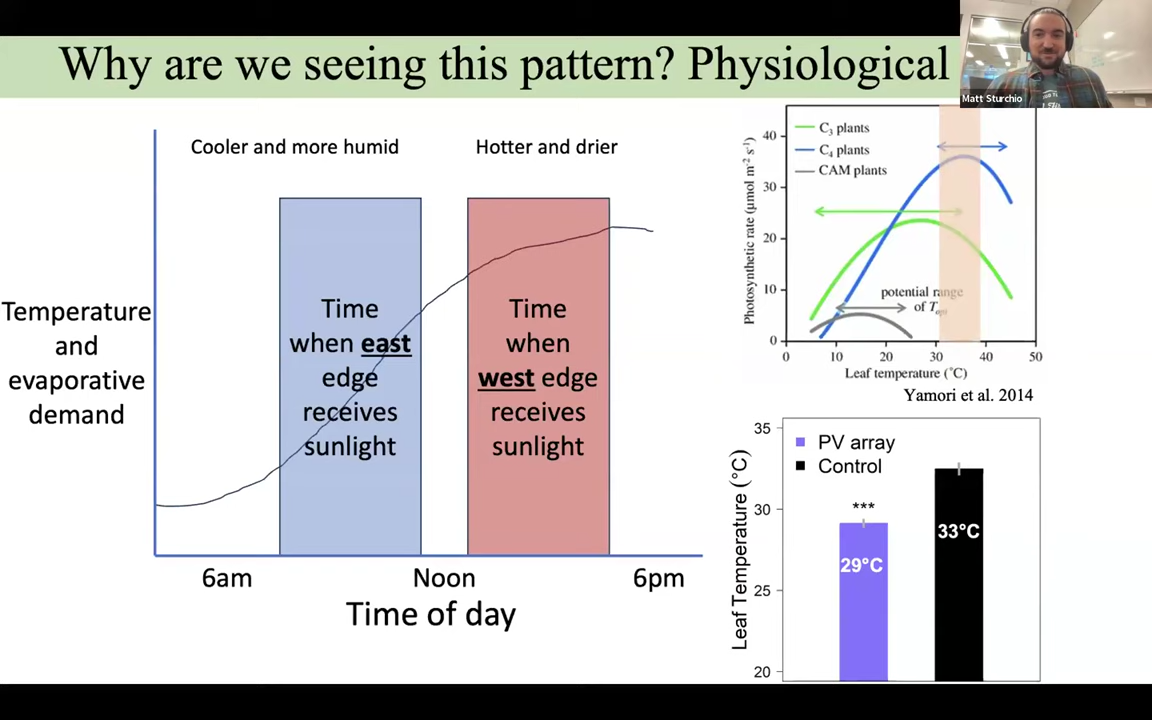 Why are we seeing this pattern? Physiological
Matt Sturchio
Cooler and more humid
Hotter and drier
Temperature
and
evaporative
demand
Time
when east
edge
receives
sunlight
Time
when
west edge
receives
sunlight
6am
Noon
6pm
Time of day
C3 plants
C4 plants
CAM plants
Photosynthetic rate (μmol m⁻² s⁻¹)
40
30
20
10
0
potential range
of Topt
0
10
20
30
40
50
Leaf temperature (°C)
Yamori et al. 2014
PV array
Control
Leaf Temperature (°C)
35
30
25
20
***
29°C
33°C